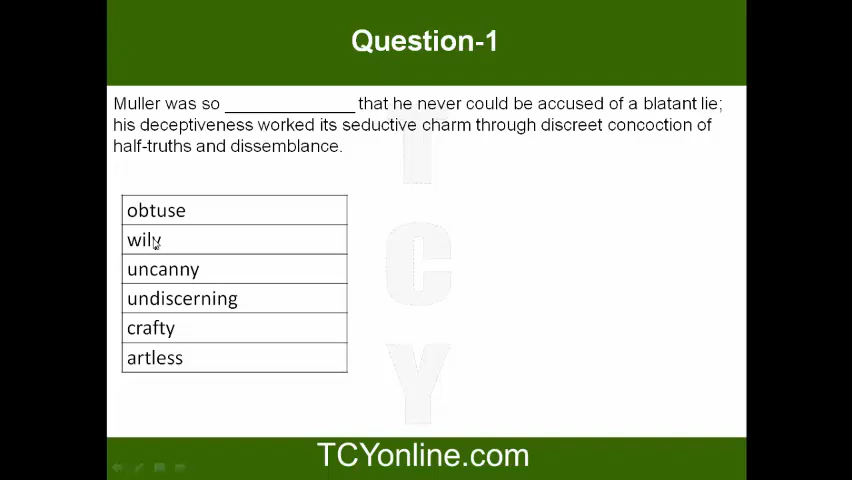 Question-1
Muller was so ______________ that he never could be accused of a blatant lie;
his deceptiveness worked its seductive charm through discreet concoction of
half-truths and dissemblance.
obtuse
wily
uncanny
undiscerning
crafty
artless
T
C
Y
TCYonline.com